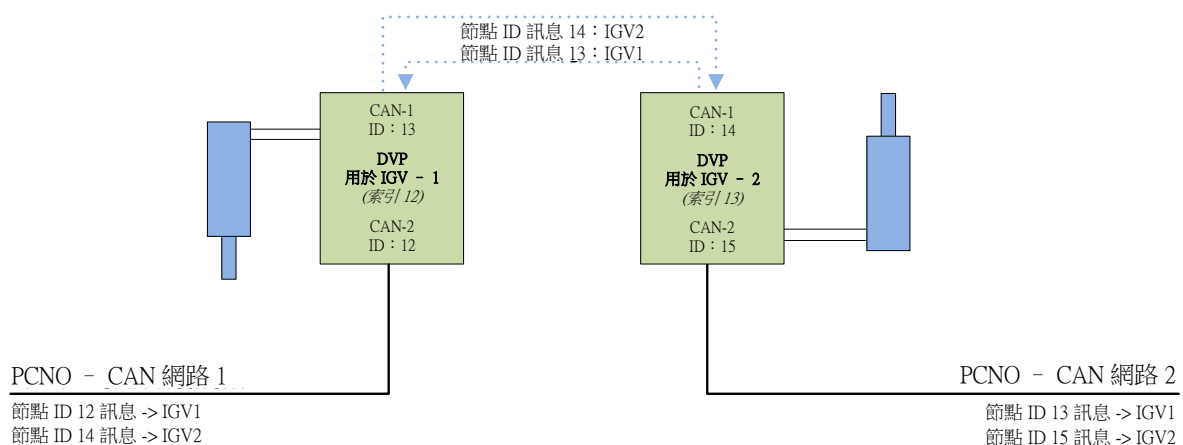 節點 ID 訊息 14：IGV2
節點 ID 訊息 13：IGV1
CAN-1
ID：13
DVP
用於 IGV - 1
(索引 12)
CAN-2
ID：12
CAN-1
ID：14
DVP
用於 IGV - 2
(索引 13)
CAN-2
ID：15
PCNO - CAN 網路 1
節點 ID 12 訊息 -> IGV1
節點 ID 14 訊息 -> IGV2
PCNO - CAN 網路 2
節點 ID 13 訊息 -> IGV1
節點 ID 15 訊息 -> IGV2